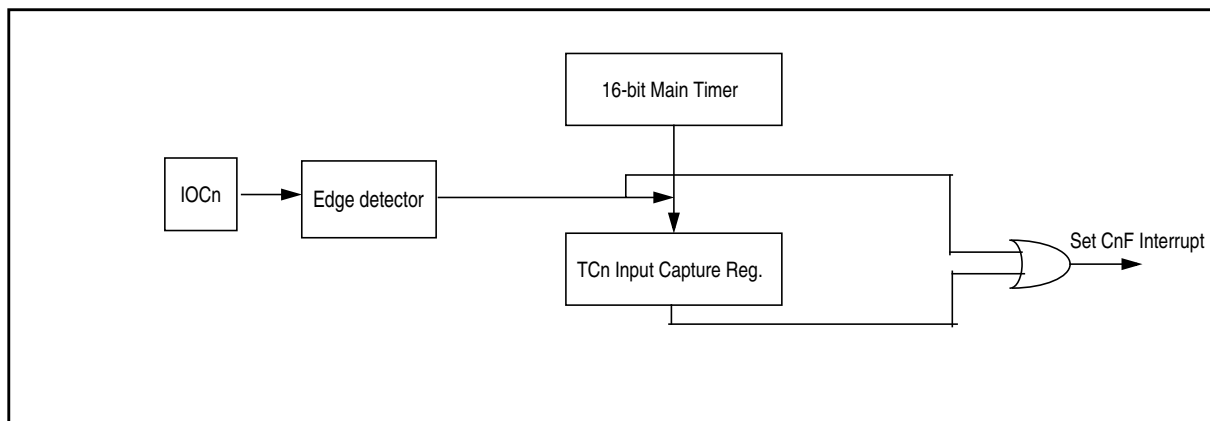 16-bit Main Timer
IOCn
Edge detector
TCn Input Capture Reg.
Set CnF Interrupt